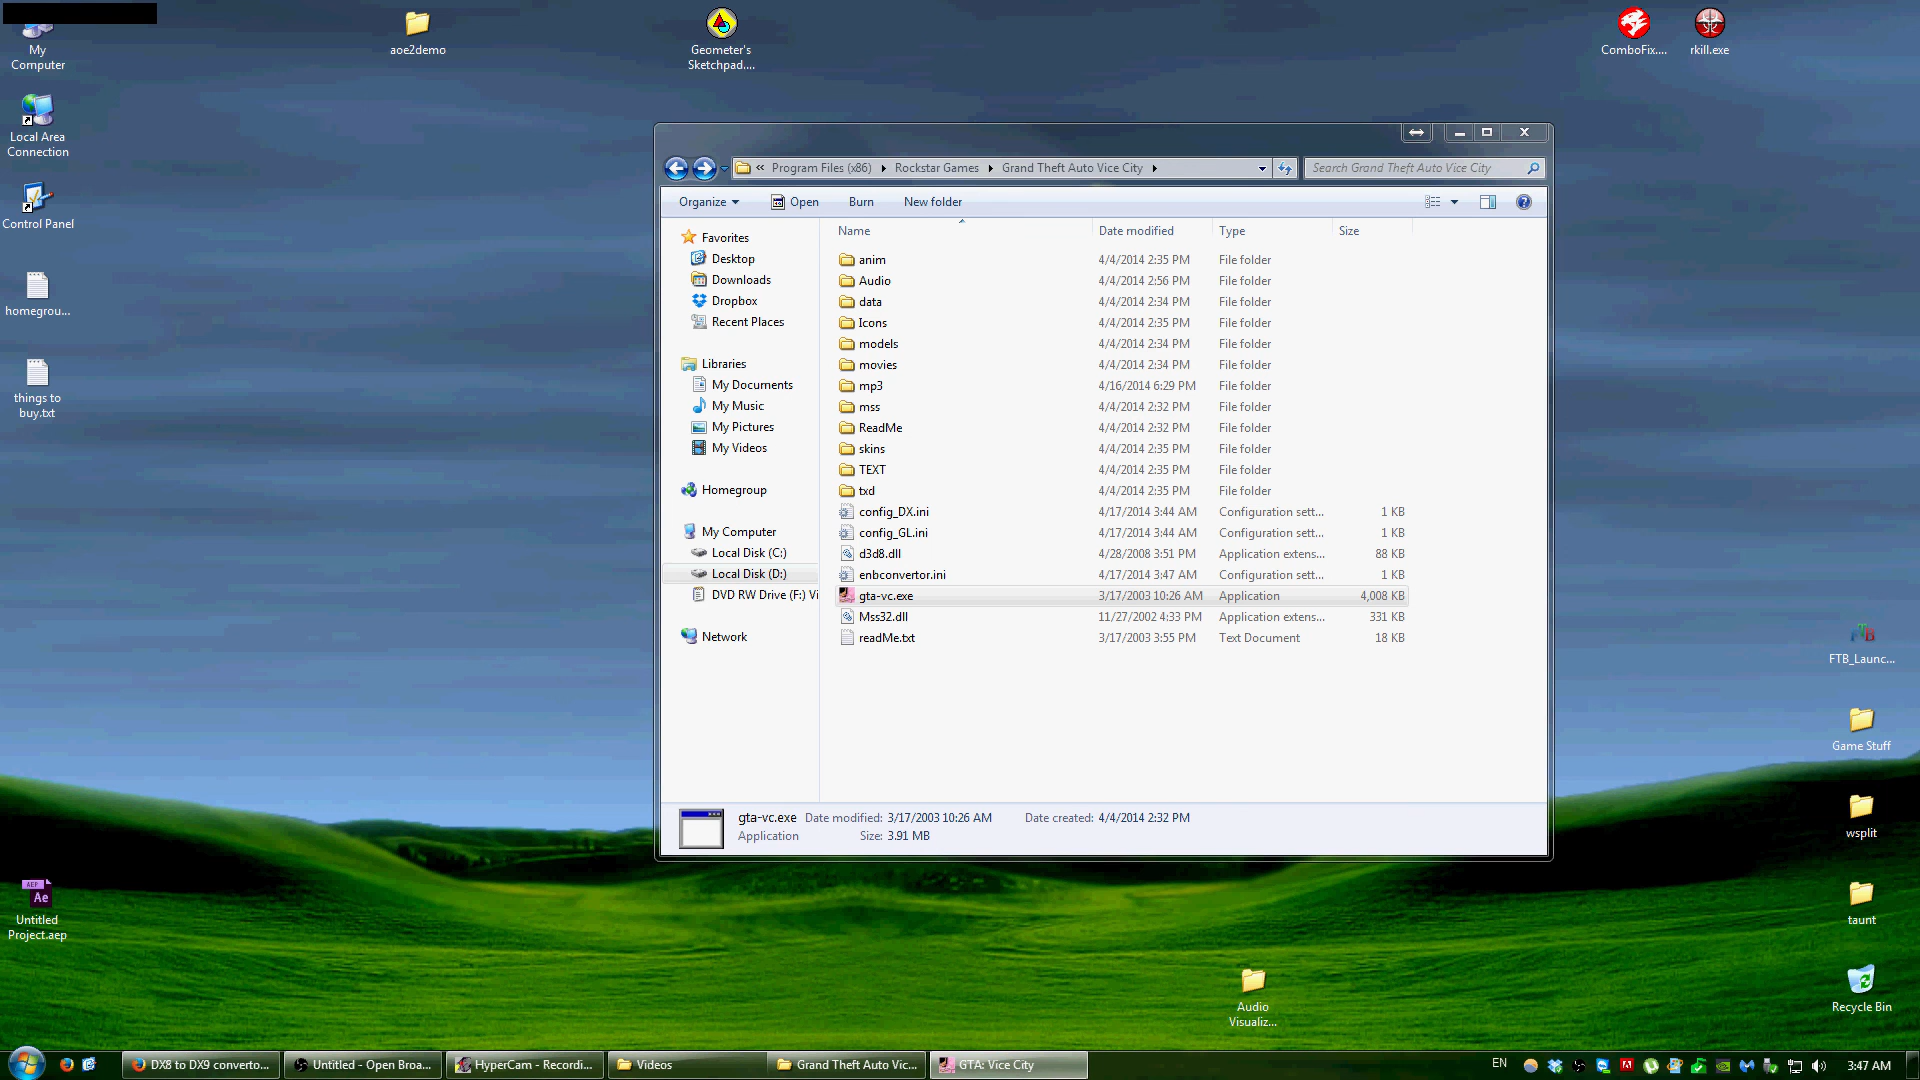 My
Computer
Local Area
Connection
Control Panel
homegrou...
things to
buy.txt
AEP
Ae
Untitled
Project.aep
aoe2demo
Geometer's
Sketchpad....
ComboFix....
rkill.exe
FTB_Launc...
Game Stuff
wsplit
taunt
Recycle Bin
Audio
Visualiz...
« Program Files (x86) Rockstar Games Grand Theft Auto Vice City
Search Grand Theft Auto Vice City
Organize Open Burn New folder
Favorites
Desktop
Downloads
Dropbox
Recent Places
Libraries
My Documents
My Music
My Pictures
My Videos
Homegroup
My Computer
Local Disk (C:)
Local Disk (D:)
DVD RW Drive (F:) Vi
Network
Name Date modified Type Size
anim 4/4/2014 2:35 PM File folder
Audio 4/4/2014 2:56 PM File folder
data 4/4/2014 2:34 PM File folder
Icons 4/4/2014 2:35 PM File folder
models 4/4/2014 2:34 PM File folder
movies 4/4/2014 2:34 PM File folder
mp3 4/16/2014 6:29 PM File folder
mss 4/4/2014 2:32 PM File folder
ReadMe 4/4/2014 2:32 PM File folder
skins 4/4/2014 2:35 PM File folder
TEXT 4/4/2014 2:35 PM File folder
txd 4/4/2014 2:35 PM File folder
config_DX.ini 4/17/2014 3:44 AM Configuration sett... 1 KB
config_GL.ini 4/17/2014 3:44 AM Configuration sett... 1 KB
d3d8.dll 4/28/2008 3:51 PM Application extens... 88 KB
enbconvertor.ini 4/17/2014 3:47 AM Configuration sett... 1 KB
gta-vc.exe 3/17/2003 10:26 AM Application 4,008 KB
Mss32.dll 11/27/2002 4:33 PM Application extens... 331 KB
readMe.txt 3/17/2003 3:55 PM Text Document 18 KB
gta-vc.exe Date modified: 3/17/2003 10:26 AM Date created: 4/4/2014 2:32 PM
Application Size: 3.91 MB
DX8 to DX9 converto... Untitled - Open Broa... HyperCam - Recordi... Videos Grand Theft Auto Vic... GTA: Vice City EN 3:47 AM